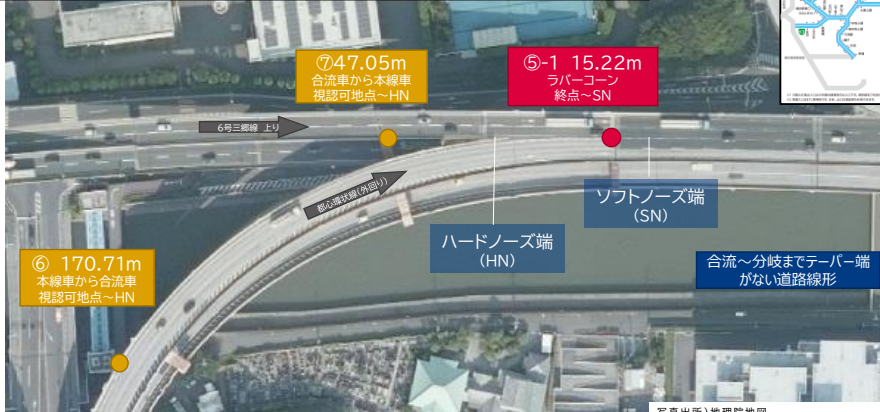 ⑦47.05m
合流車から本線車
視認可地点～HN
⑤-1 15.22m
ラバーコーン
終点～SN
6号三郷線 上り
都心環状線(外回り)
ソフトノーズ端
(SN)
ハードノーズ端
(HN)
⑥ 170.71m
本線車から合流車
視認可地点～HN
合流～分岐までテーパー端
がない道路線形
写真出所)地理院地図